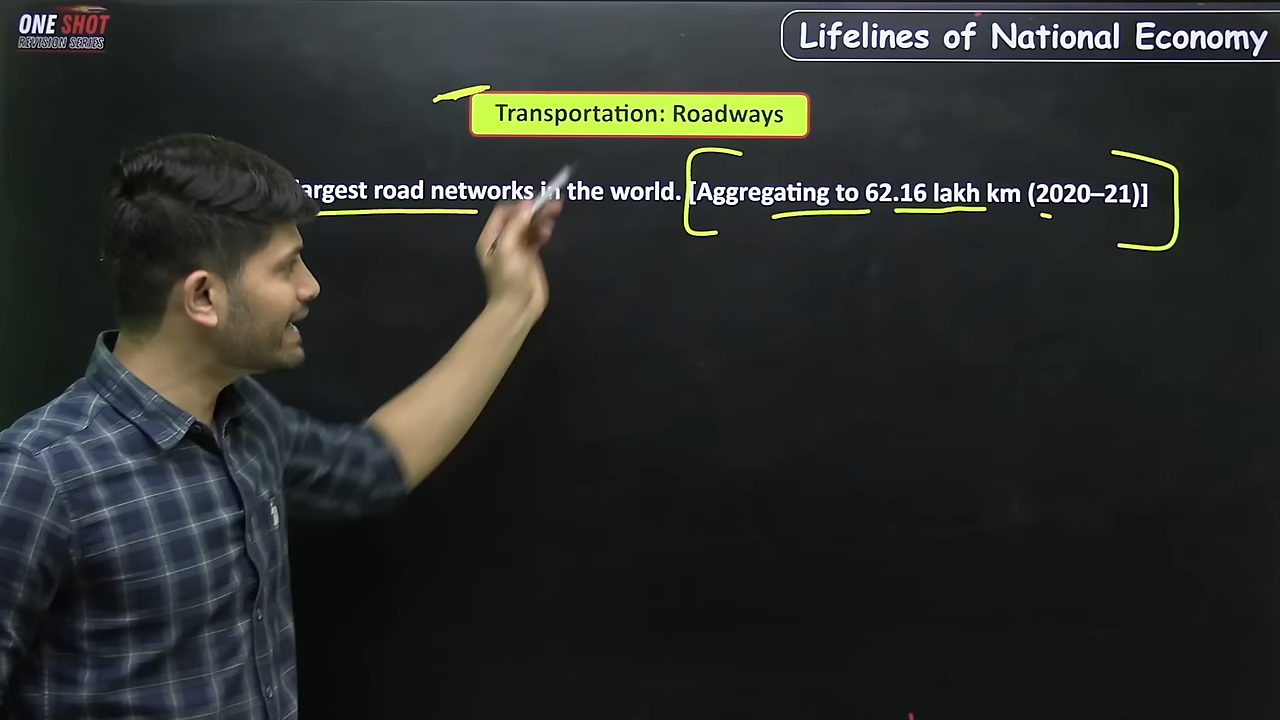 ONE SHOT
REVISION SERIES
Lifelines of National Economy
Transportation: Roadways
largest road networks in the world. [Aggregating to 62.16 lakh km (2020–21)]